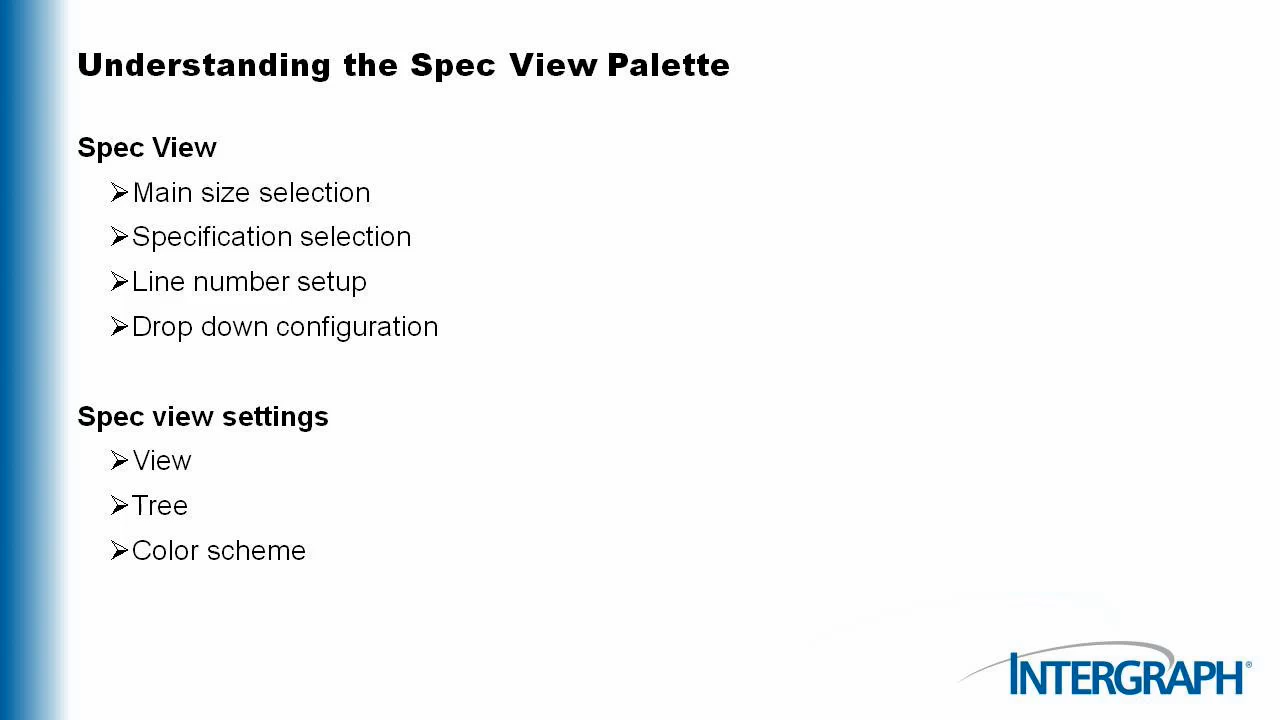 Understanding the Spec View Palette
Spec View
➢Main size selection
➢Specification selection
➢Line number setup
➢Drop down configuration
Spec view settings
➢View
➢Tree
➢Color scheme
INTERGRAPH®